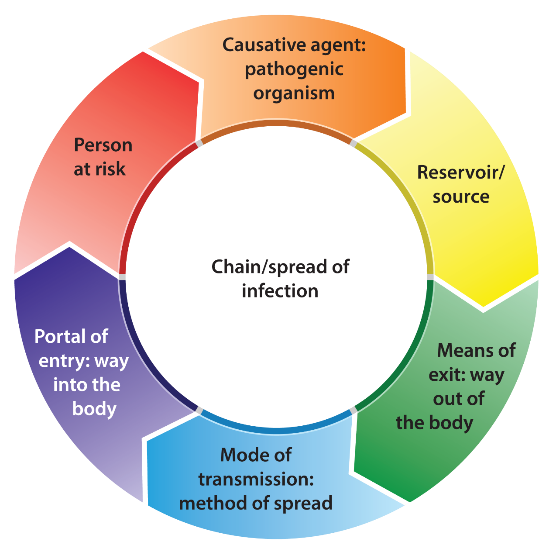 Causative agent:
pathogenic
organism
Reservoir/
source
Means of
exit: way
out of
the body
Mode of
transmission:
method of spread
Portal of
entry: way
into the
body
Person
at risk
Chain/spread of
infection